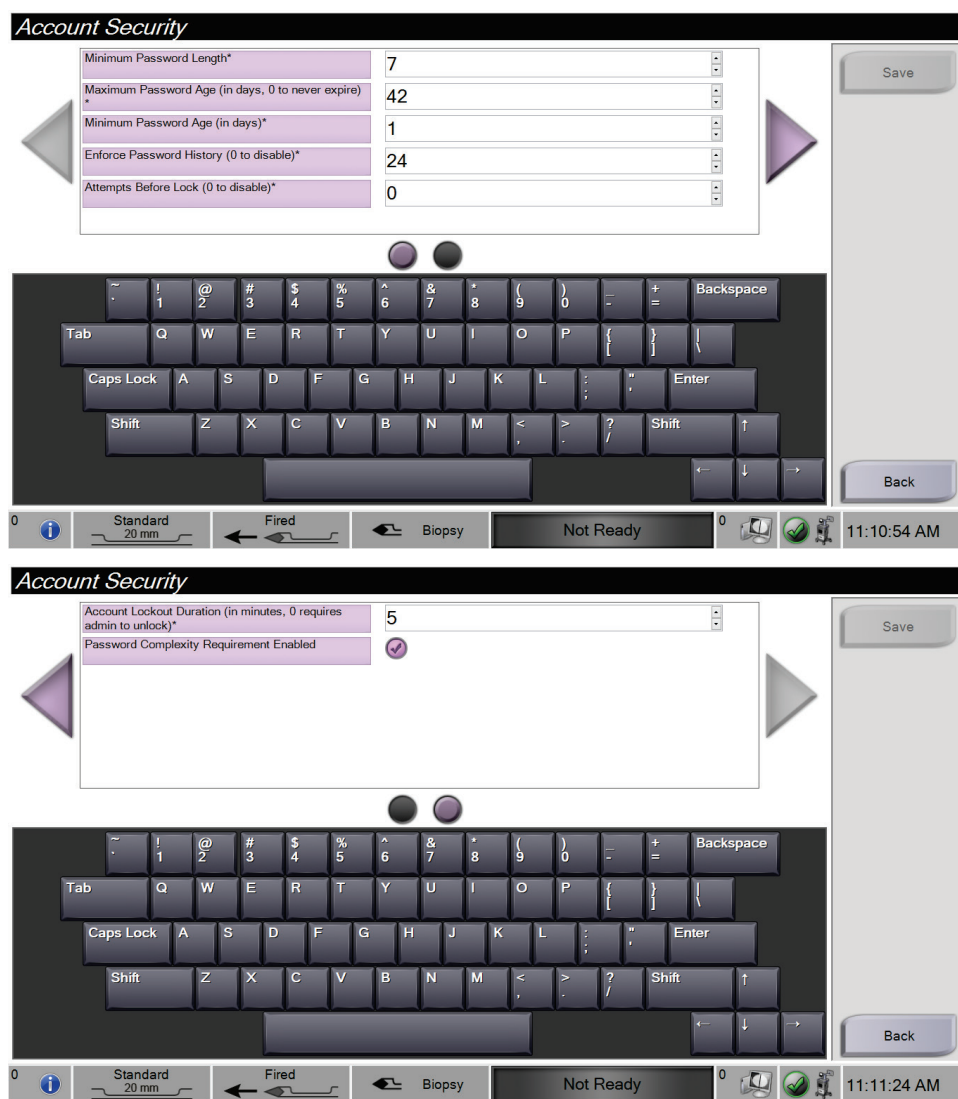 Account Security
Minimum Password Length*
7
Maximum Password Age (in days, 0 to never expire)
*
42
Minimum Password Age (in days)*
1
Enforce Password History (0 to disable)*
24
Attempts Before Lock (0 to disable)*
0
Save
~ ! @ # $ % ^ & * ( ) _ + Backspace
` 1 2 3 4 5 6 7 8 9 0 - =
Tab Q W E R T Y U I O P { } |
[ ] \
Caps Lock A S D F G H J K L : " Enter
; '
Shift Z X C V B N M < > ? Shift ↑
, . /
← ↓ →
Back
0 Standard 20 mm Fired Biopsy Not Ready 0 11:10:54 AM
Account Security
Account Lockout Duration (in minutes, 0 requires
admin to unlock)*
5
Password Complexity Requirement Enabled
Save
~ ! @ # $ % ^ & * ( ) _ + Backspace
` 1 2 3 4 5 6 7 8 9 0 - =
Tab Q W E R T Y U I O P { } |
[ ] \
Caps Lock A S D F G H J K L : " Enter
; '
Shift Z X C V B N M < > ? Shift ↑
, . /
← ↓ →
Back
0 Standard 20 mm Fired Biopsy Not Ready 0 11:11:24 AM